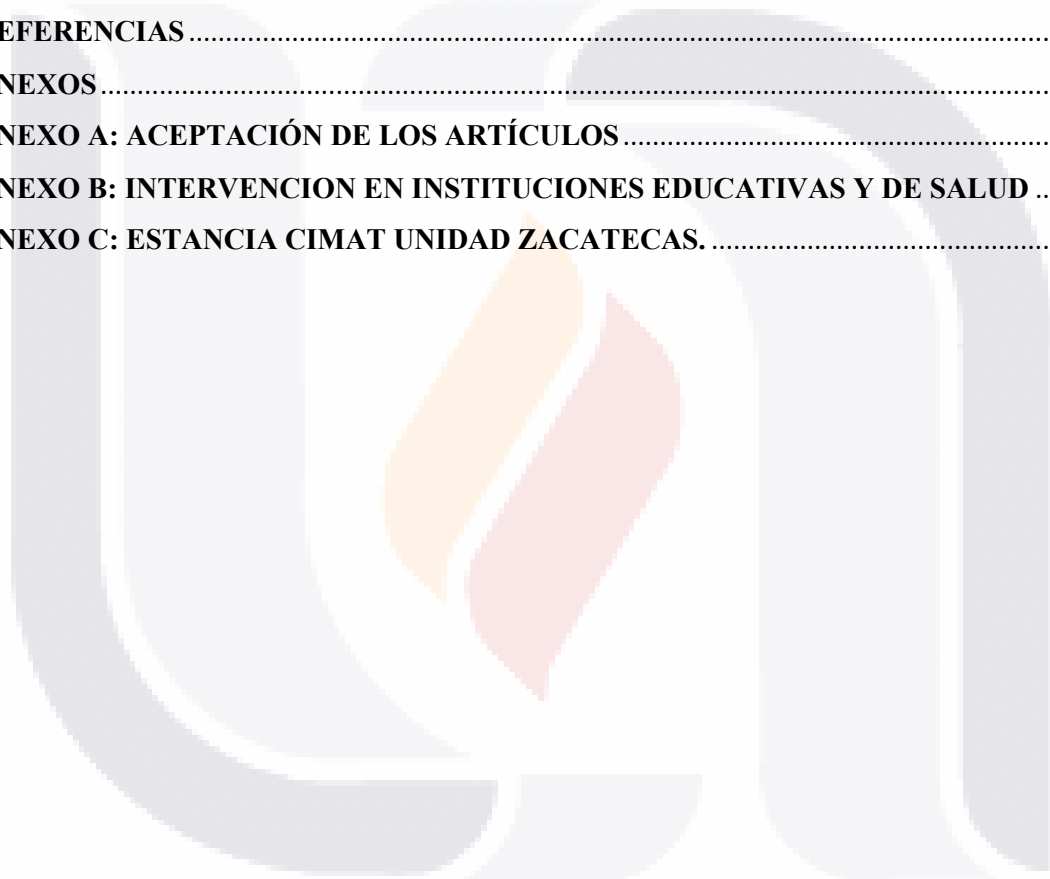 EFERENCIAS ....................................................................................................
NEXOS ....................................................................................................
NEXO A: ACEPTACIÓN DE LOS ARTÍCULOS ....................................................
NEXO B: INTERVENCION EN INSTITUCIONES EDUCATIVAS Y DE SALUD ..
NEXO C: ESTANCIA CIMAT UNIDAD ZACATECAS. ........................................